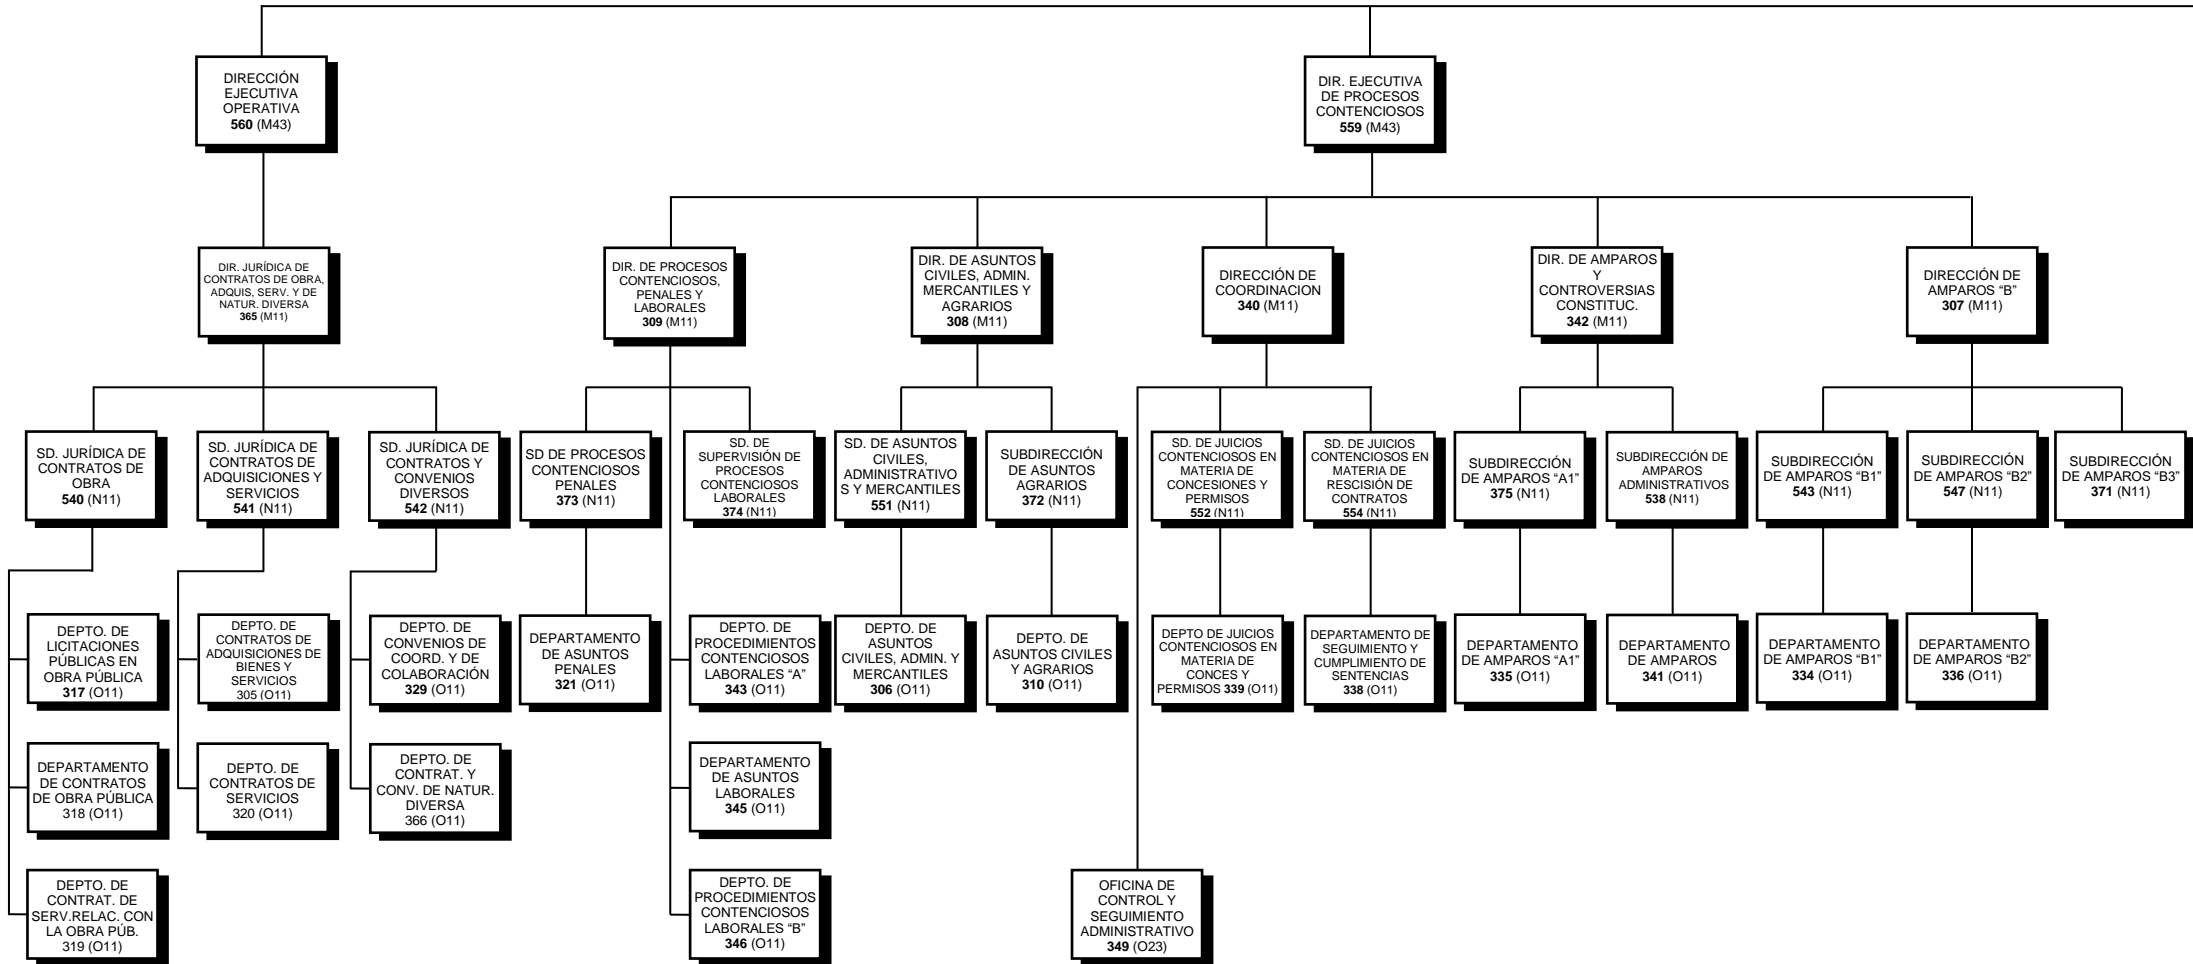 DIRECCIÓN
EJECUTIVA
OPERATIVA
560 (M43)
DIR. EJECUTIVA
DE PROCESOS
CONTENCIOSOS
559 (M43)
DIR. JURÍDICA DE
CONTRATOS DE OBRA,
ADQUIS, SERV. Y DE
NATUR. DIVERSA
365 (M11)
DIR. DE PROCESOS
CONTENCIOSOS,
PENALES Y
LABORALES
309 (M11)
DIR. DE ASUNTOS
CIVILES, ADMIN.
MERCANTILES Y
AGRARIOS
308 (M11)
DIRECCIÓN DE
COORDINACION
340 (M11)
DIR. DE AMPAROS
Y
CONTROVERSIAS
CONSTITUC.
342 (M11)
DIRECCIÓN DE
AMPAROS “B”
307 (M11)
SD. JURÍDICA DE
CONTRATOS DE
OBRA
540 (N11)
SD. JURÍDICA DE
CONTRATOS DE
ADQUISICIONES Y
SERVICIOS
541 (N11)
SD. JURÍDICA DE
CONTRATOS Y
CONVENIOS
DIVERSOS
542 (N11)
SD DE PROCESOS
CONTENCIOSOS
PENALES
373 (N11)
SD. DE
SUPERVISIÓN DE
PROCESOS
CONTENCIOSOS
LABORALES
374 (N11)
SD. DE ASUNTOS
CIVILES,
ADMINISTRATIVO
S Y MERCANTILES
551 (N11)
SUBDIRECCIÓN
DE ASUNTOS
AGRARIOS
372 (N11)
SD. DE JUICIOS
CONTENCIOSOS EN
MATERIA DE
CONCESIONES Y
PERMISOS
552 (N11)
SD. DE JUICIOS
CONTENCIOSOS EN
MATERIA DE
RESCISIÓN DE
CONTRATOS
554 (N11)
SUBDIRECCIÓN
DE AMPAROS “A1”
375 (N11)
SUBDIRECCIÓN DE
AMPAROS
ADMINISTRATIVOS
538 (N11)
SUBDIRECCIÓN
DE AMPAROS “B1”
543 (N11)
SUBDIRECCIÓN
DE AMPAROS “B2”
547 (N11)
SUBDIRECCIÓN
DE AMPAROS “B3”
371 (N11)
DEPTO. DE
LICITACIONES
PÚBLICAS EN
OBRA PÚBLICA
317 (O11)
DEPTO. DE
CONTRATOS DE
ADQUISICIONES DE
BIENES Y
SERVICIOS
305 (O11)
DEPTO. DE
CONVENIOS DE
COORD. Y DE
COLABORACIÓN
329 (O11)
DEPARTAMENTO
DE ASUNTOS
PENALES
321 (O11)
DEPTO. DE
PROCEDIMIENTOS
CONTENCIOSOS
LABORALES “A”
343 (O11)
DEPTO. DE
ASUNTOS
CIVILES, ADMIN. Y
MERCANTILES
306 (O11)
DEPTO. DE
ASUNTOS CIVILES
Y AGRARIOS
310 (O11)
DEPTO DE JUICIOS
CONTENCIOSOS EN
MATERIA DE
CONCES Y
PERMISOS 339 (O11)
DEPARTAMENTO DE
SEGUIMIENTO Y
CUMPLIMIENTO DE
SENTENCIAS
338 (O11)
DEPARTAMENTO
DE AMPAROS “A1”
335 (O11)
DEPARTAMENTO
DE AMPAROS
341 (O11)
DEPARTAMENTO
DE AMPAROS “B1”
334 (O11)
DEPARTAMENTO
DE AMPAROS “B2”
336 (O11)
DEPARTAMENTO
DE CONTRATOS
DE OBRA PÚBLICA
318 (O11)
DEPTO. DE
CONTRATOS DE
SERVICIOS
320 (O11)
DEPTO. DE
CONTRAT. Y
CONV. DE NATUR.
DIVERSA
366 (O11)
DEPARTAMENTO
DE ASUNTOS
LABORALES
345 (O11)
DEPTO. DE
CONTRAT. DE
SERV.RELAC. CON
LA OBRA PÚB.
319 (O11)
DEPTO. DE
PROCEDIMIENTOS
CONTENCIOSOS
LABORALES “B”
346 (O11)
OFICINA DE
CONTROL Y
SEGUIMIENTO
ADMINISTRATIVO
349 (O23)